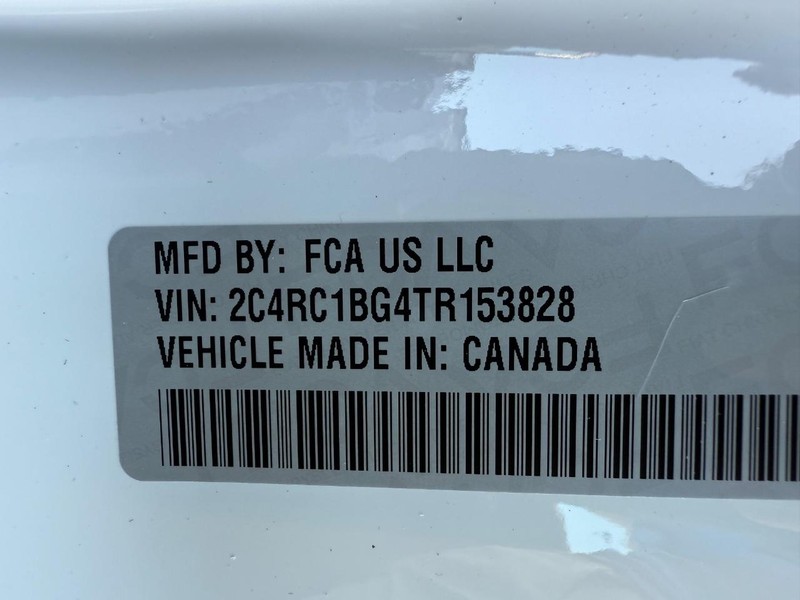 MFD BY: FCA US LLC
VIN: 2C4RC1BG4TR153828
VEHICLE MADE IN: CANADA